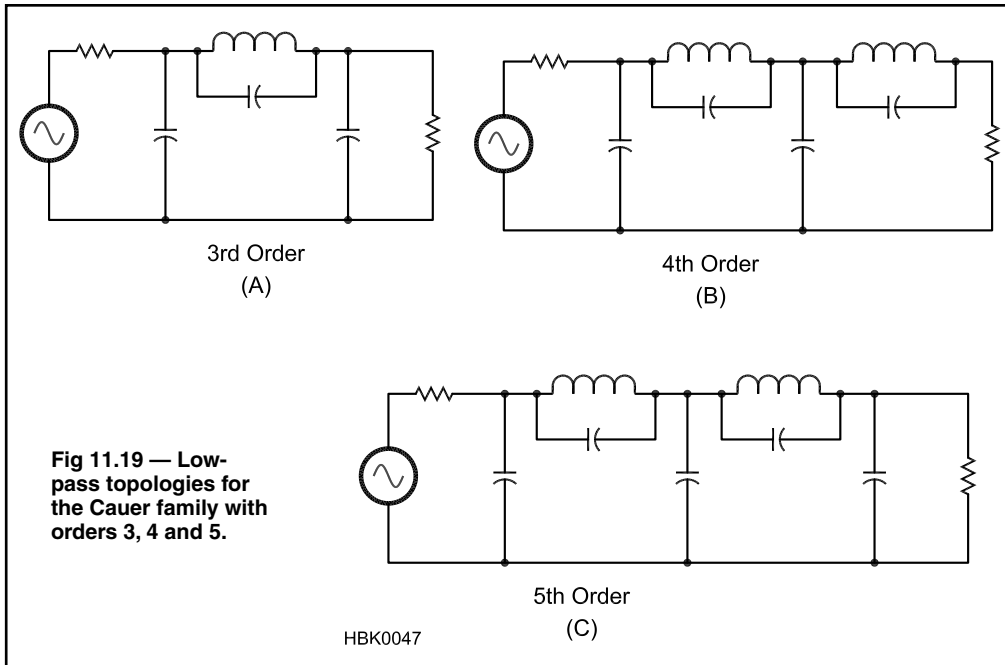 3rd Order
(A)
4th Order
(B)
Fig 11.19 — Low-
pass topologies for
the Cauer family with
orders 3, 4 and 5.
5th Order
(C)
HBK0047